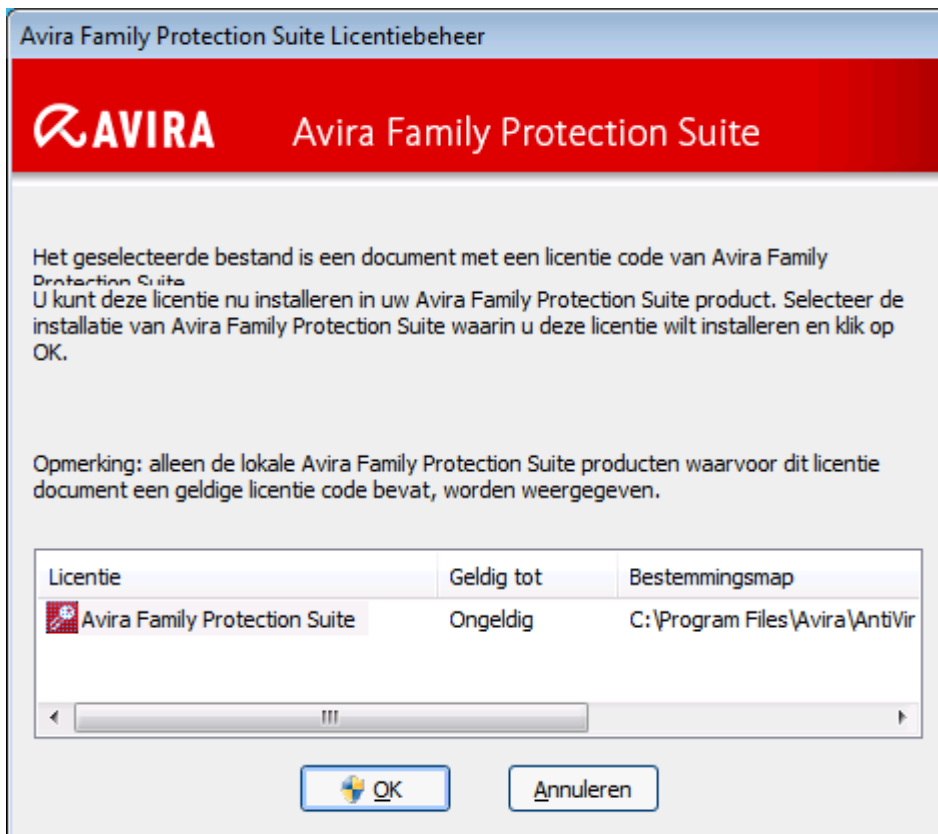 Avira Family Protection Suite Licentiebeheer
AVIRA
Avira Family Protection Suite
Het geselecteerde bestand is een document met een licentie code van Avira Family
Protection Suite
U kunt deze licentie nu installeren in uw Avira Family Protection Suite product. Selecteer de
installatie van Avira Family Protection Suite waarin u deze licentie wilt installeren en klik op
OK.
Opmerking: alleen de lokale Avira Family Protection Suite producten waarvoor dit licentie
document een geldige licentie code bevat, worden weergegeven.
Licentie Geldig tot Bestemmingsmap
Avira Family Protection Suite Ongeldig C:\Program Files\Avira\AntiVir
OK Annuleren